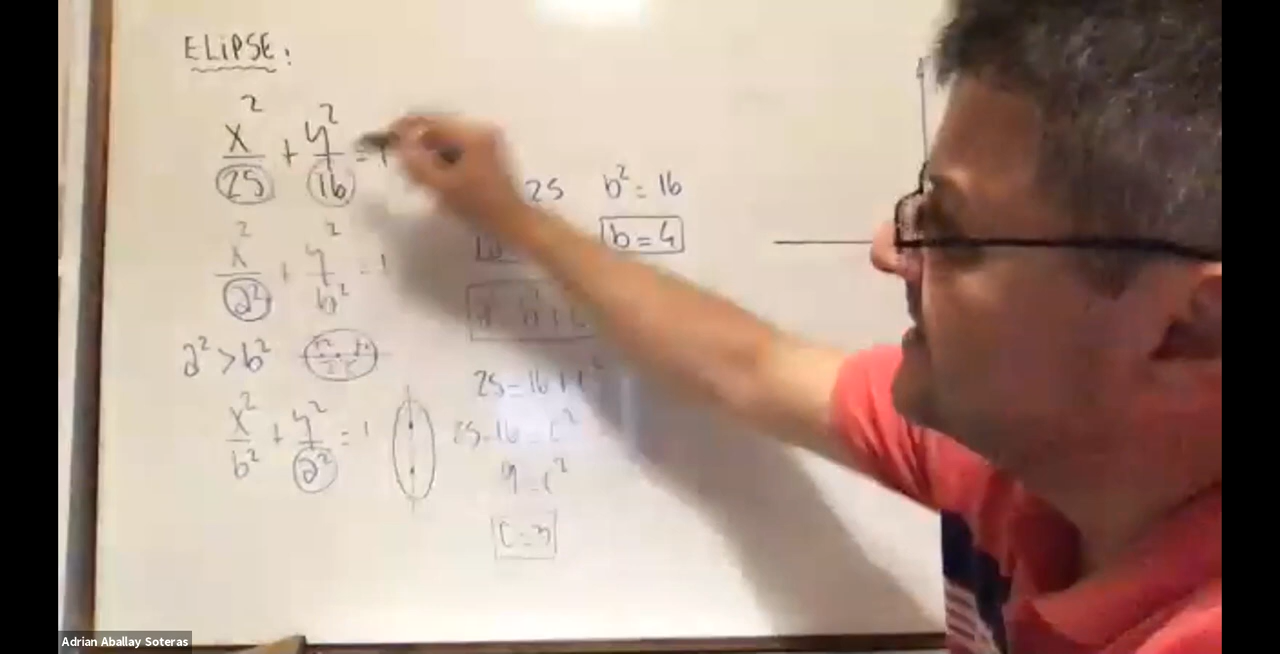 ELIPSE:
x²/25 + y²/16 = 1
x²/a² + y²/b² = 1
a² > b²
x²/b² + y²/a² = 1
25 b² = 16
b = 4
25 = 16 + c²
25 - 16 = c²
9 = c²
c = 3
Adrian Aballay Soteras